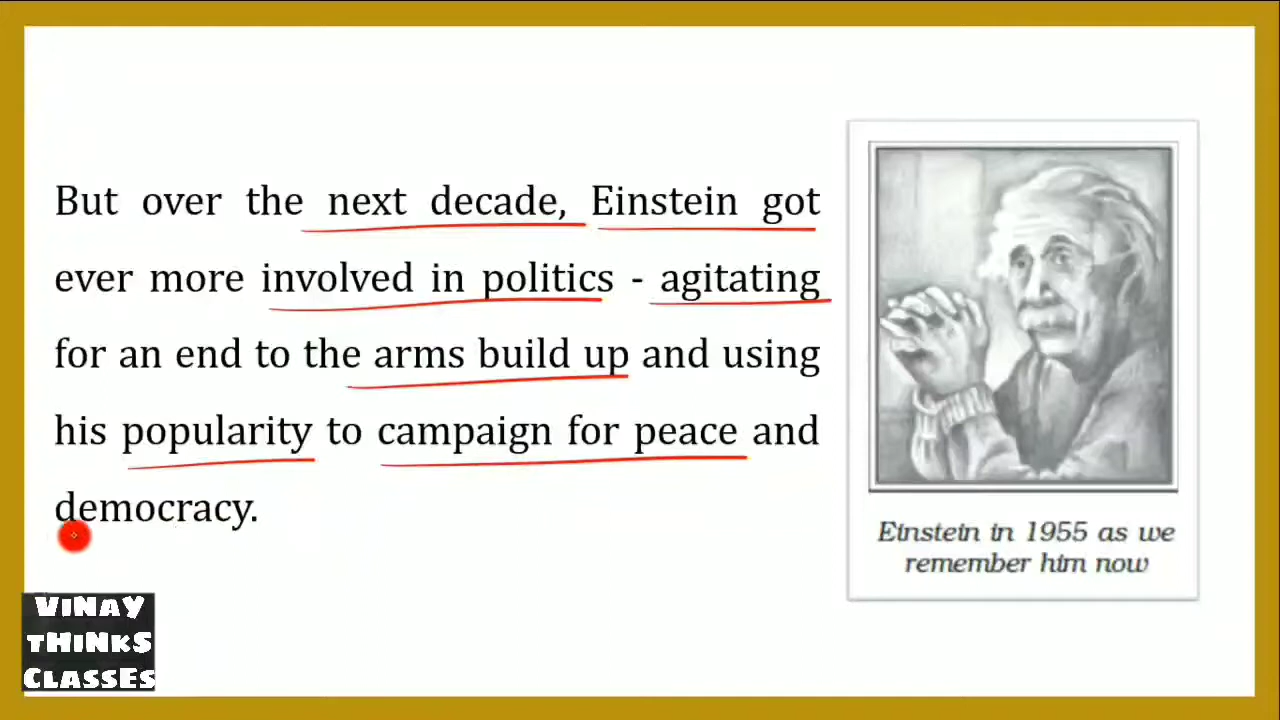 But over the next decade, Einstein got
ever more involved in politics - agitating
for an end to the arms build up and using
his popularity to campaign for peace and
democracy.
Einstein in 1955 as we
remember him now
ViNAY
THiNKS
CLASSES